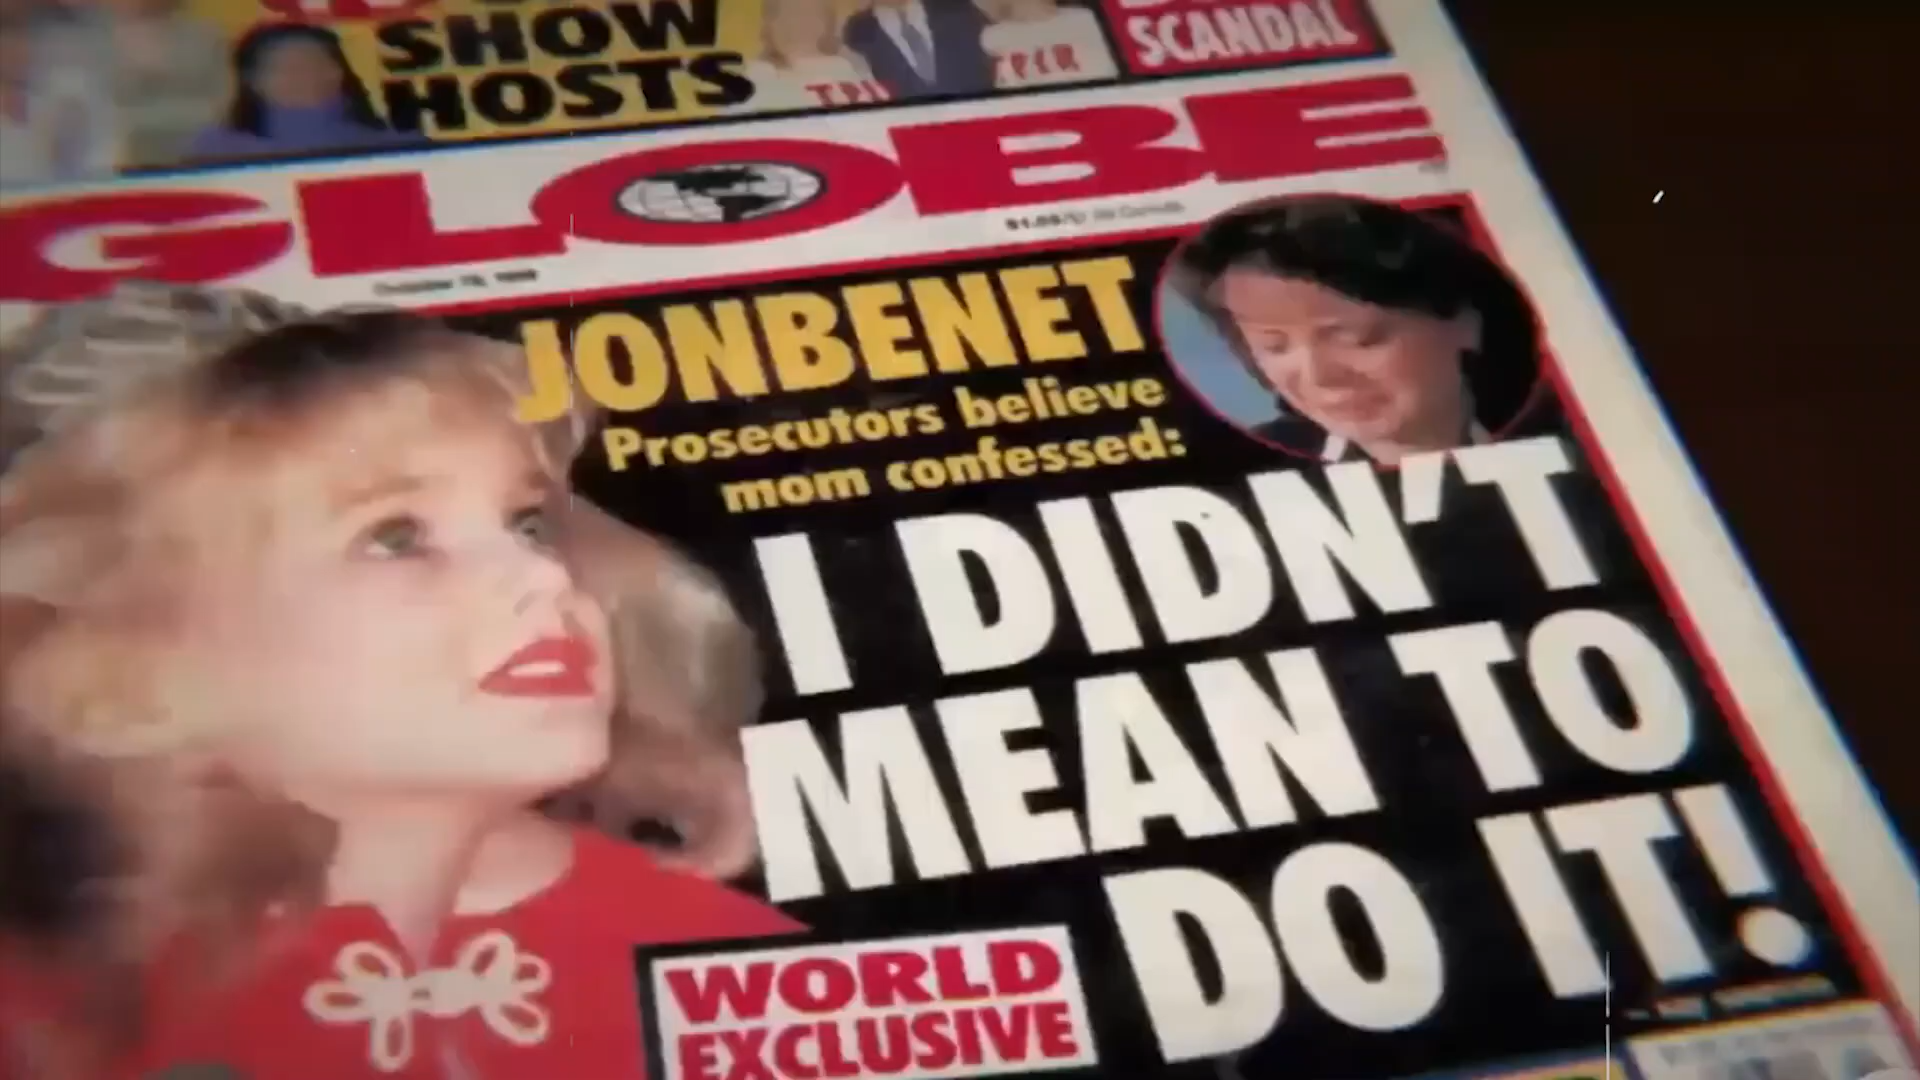 SHOW
HOSTS
SCANDAL
GLOBE
JONBENET
Prosecutors believe
mom confessed:
I DIDN'T
MEAN TO
DO IT!
WORLD
EXCLUSIVE